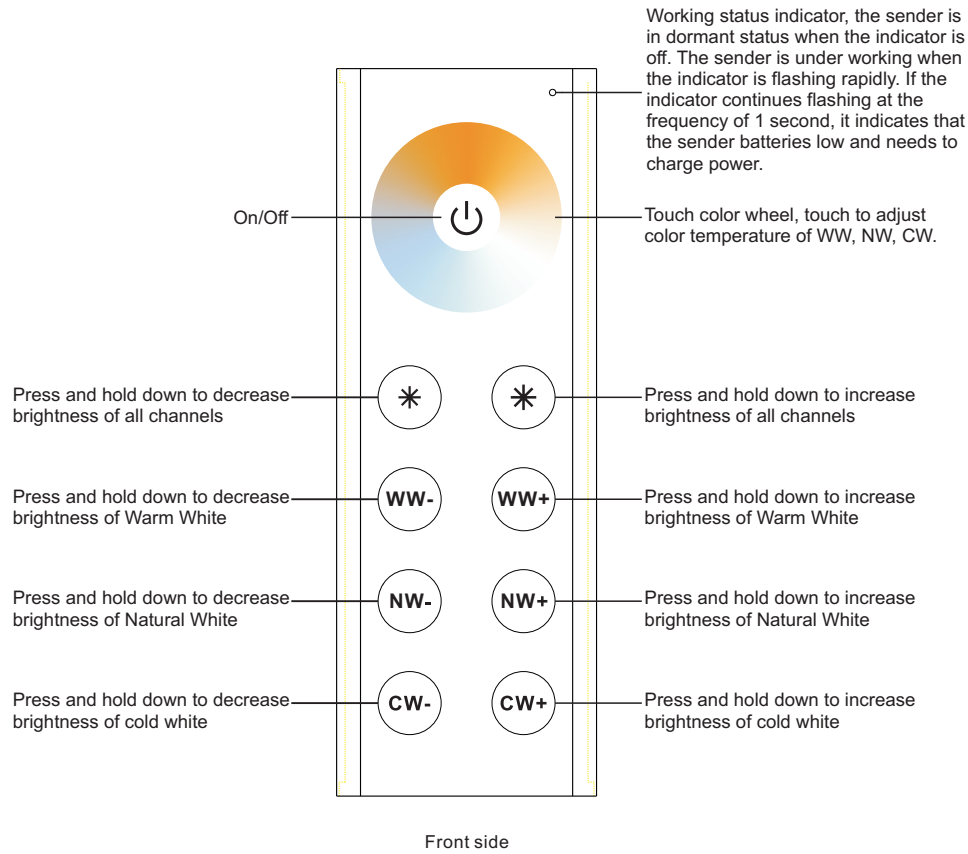 Working status indicator, the sender is
in dormant status when the indicator is
off. The sender is under working when
the indicator is flashing rapidly. If the
indicator continues flashing at the
frequency of 1 second, it indicates that
the sender batteries low and needs to
charge power.
On/Off
Touch color wheel, touch to adjust
color temperature of WW, NW, CW.
Press and hold down to decrease
brightness of all channels
Press and hold down to increase
brightness of all channels
Press and hold down to decrease
brightness of Warm White
WW-
WW+
Press and hold down to increase
brightness of Warm White
Press and hold down to decrease
brightness of Natural White
NW-
NW+
Press and hold down to increase
brightness of Natural White
Press and hold down to decrease
brightness of cold white
CW-
CW+
Press and hold down to increase
brightness of cold white
Front side